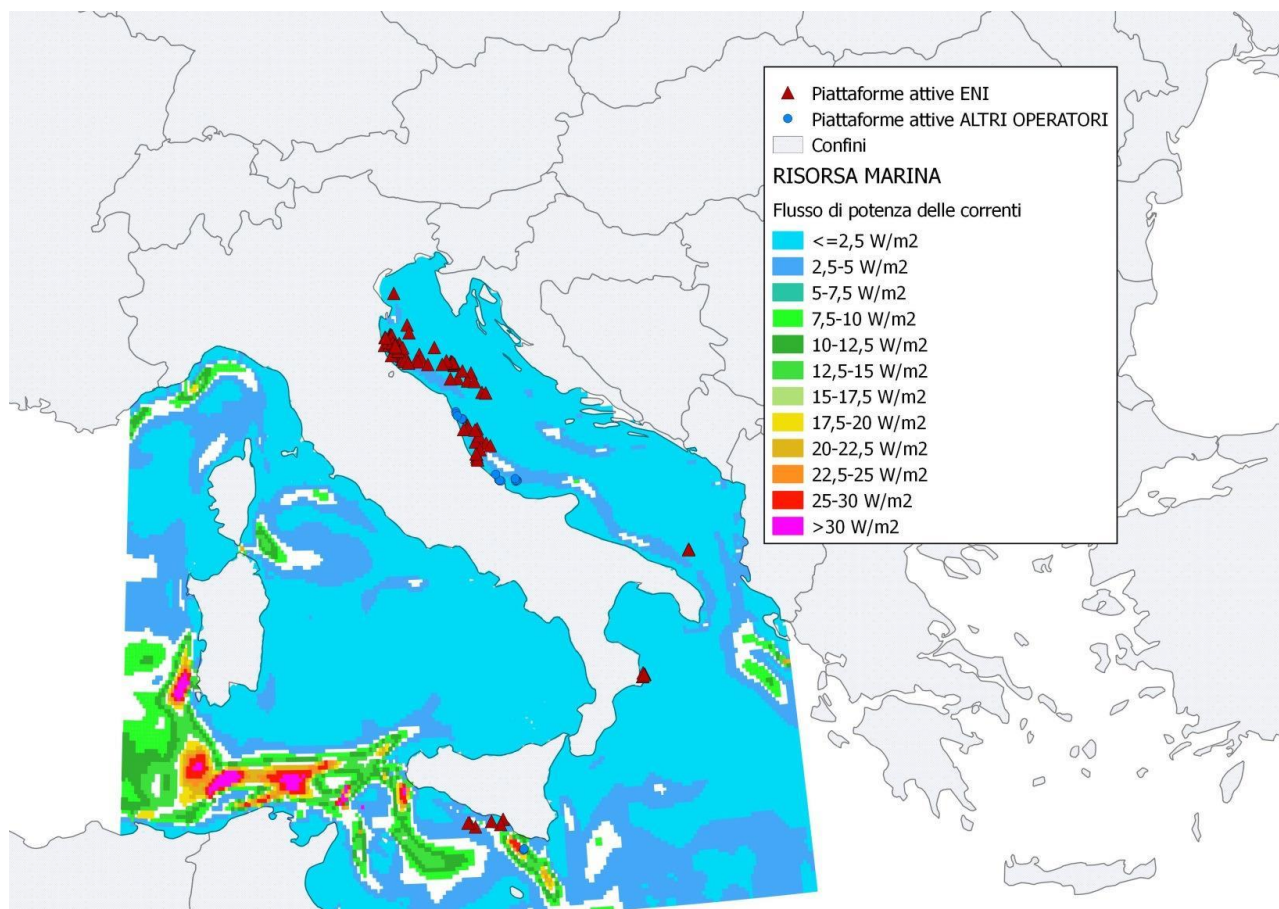 Piattaforme attive ENI
Piattaforme attive ALTRI OPERATORI
Confini
RISORSA MARINA
Flusso di potenza delle correnti
<=2,5 W/m2
2,5-5 W/m2
5-7,5 W/m2
7,5-10 W/m2
10-12,5 W/m2
12,5-15 W/m2
15-17,5 W/m2
17,5-20 W/m2
20-22,5 W/m2
22,5-25 W/m2
25-30 W/m2
>30 W/m2